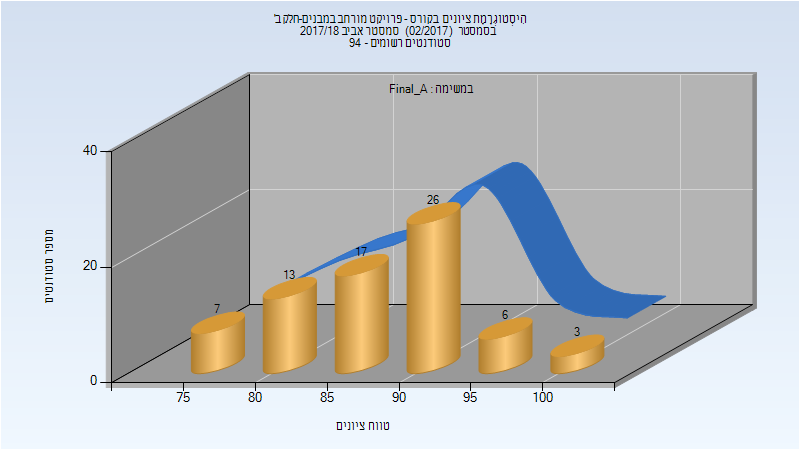 היסטוגרמת ציונים בקורס - פרויקט מורחב במבנים-חלק ב'
בסמסטר (02/2017) סמסטר אביב 2017/18
סטודנטים רשומים - 94
במשימה : Final_A
40
20
0
מספר סטודנטים
7
13
17
26
6
3
75
80
85
90
95
100
טווח ציונים